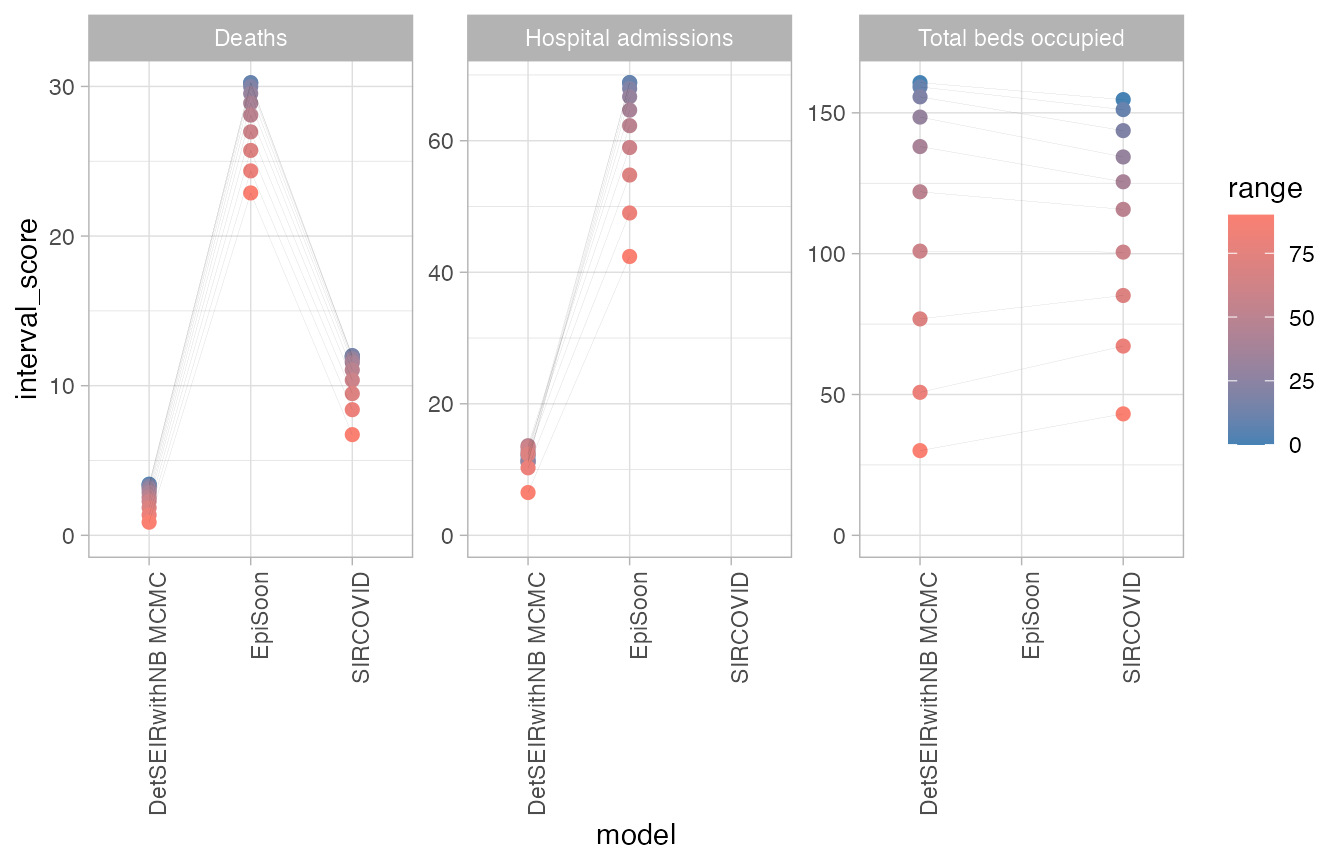 Deaths
Hospital admissions
Total beds occupied
interval_score
30
20
10
0
60
40
20
0
150
100
50
0
DetSEIRwithNB MCMC
EpiSoon
SIRCOVID
DetSEIRwithNB MCMC
EpiSoon
SIRCOVID
DetSEIRwithNB MCMC
EpiSoon
SIRCOVID
model
range
75
50
25
0